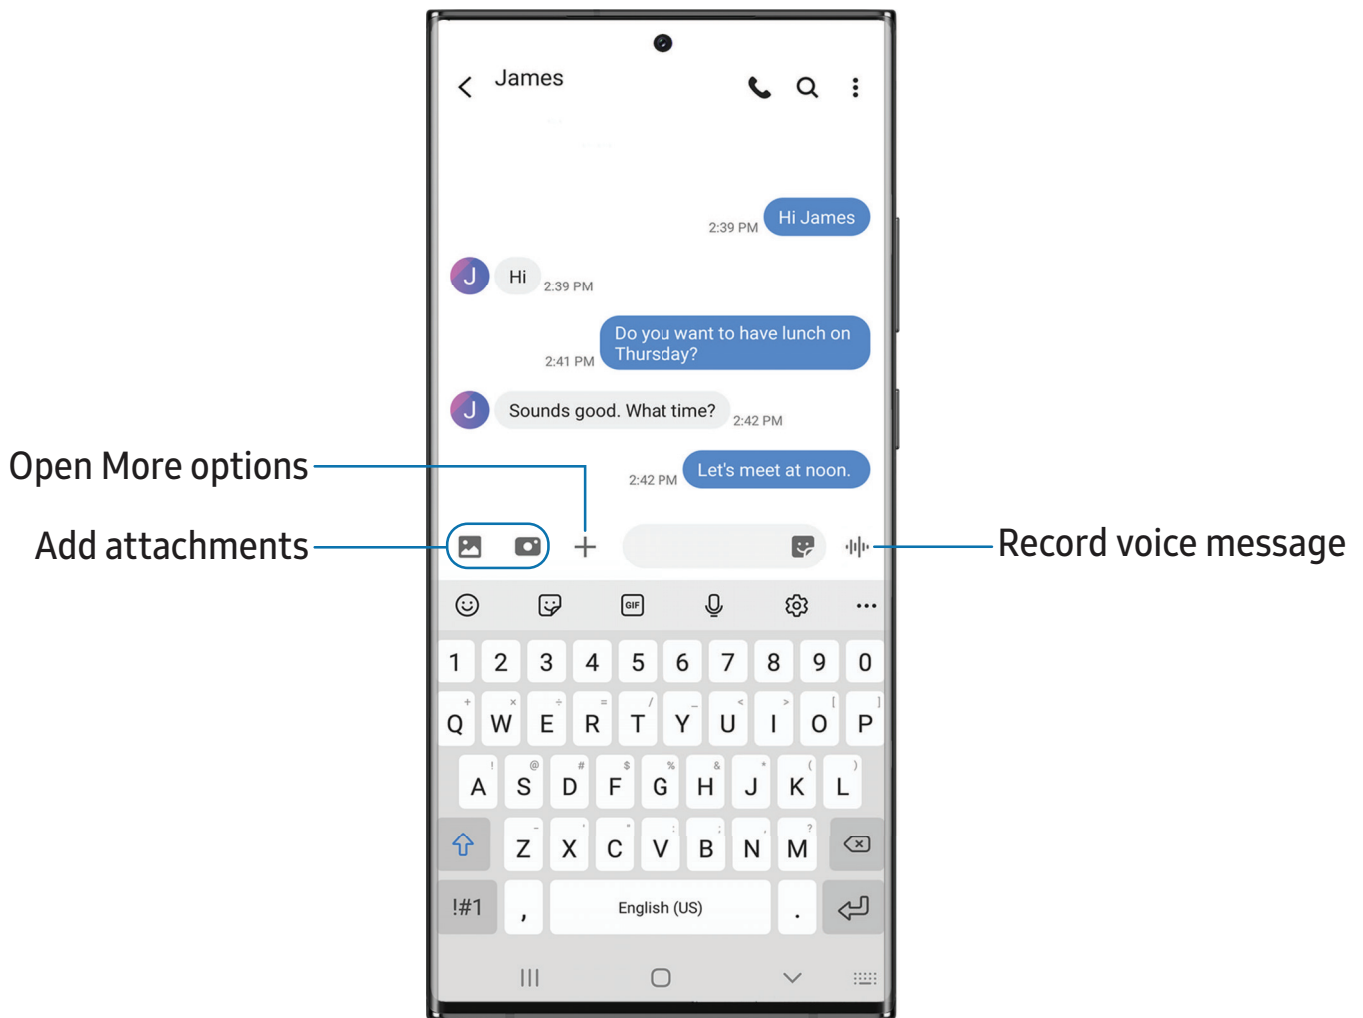 James
2:39 PM Hi James
J Hi 2:39 PM
Do you want to have lunch on
2:41 PM Thursday?
J Sounds good. What time? 2:42 PM
Open More options
2:42 PM Let's meet at noon.
Add attachments
Record voice message
GIF
1 2 3 4 5 6 7 8 9 0
+ × ÷ = / _ < > [ ]
Q W E R T Y U I O P
! @ # $ % & * ( )
A S D F G H J K L
- ' " : ; , ?
Z X C V B N M
!#1 , English (US) .